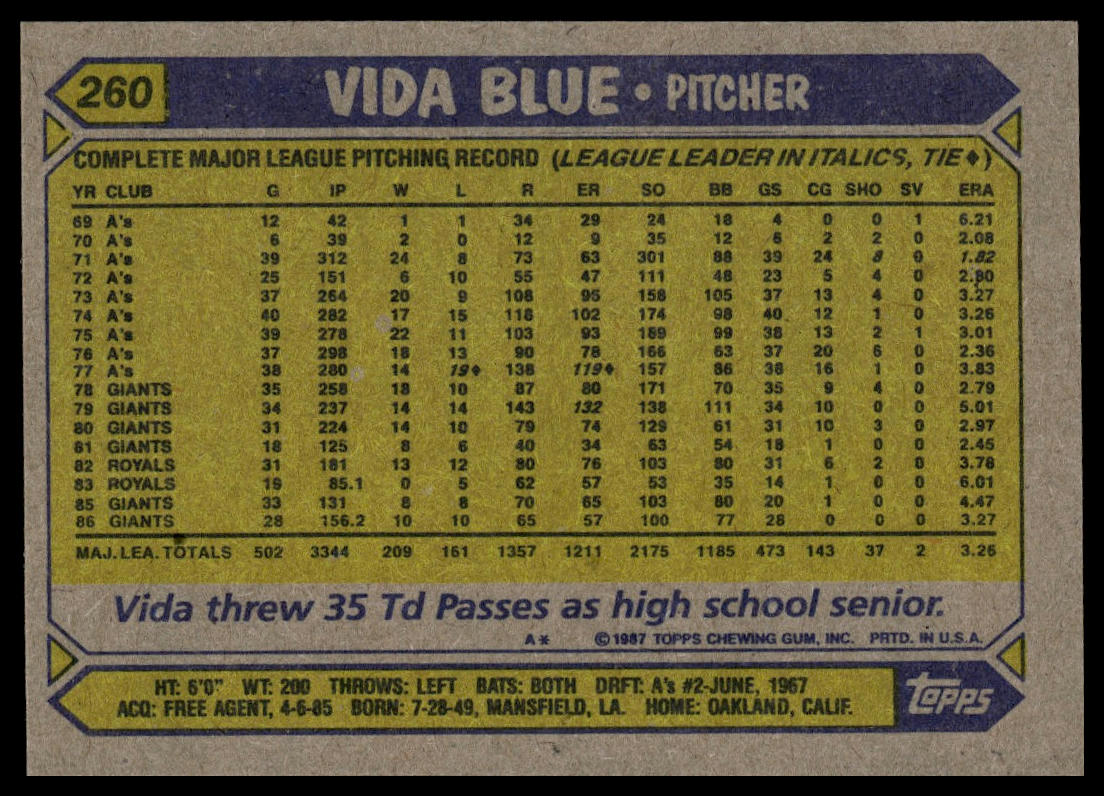 260 VIDA BLUE • PITCHER
COMPLETE MAJOR LEAGUE PITCHING RECORD (LEAGUE LEADER IN ITALICS, TIE♦)
YR CLUB G IP W L R ER SO BB GS CG SHO SV ERA
69 A's 12 42 1 1 34 29 24 18 4 0 0 1 6.21
70 A's 6 39 2 0 12 9 35 12 6 2 2 0 2.08
71 A's 39 312 24 8 73 63 301 88 39 24 8 0 1.82
72 A's 25 151 6 10 55 47 111 48 23 5 4 0 2.80
73 A's 37 264 20 9 108 95 158 105 37 13 4 0 3.27
74 A's 40 282 17 15 118 102 174 98 40 12 1 0 3.26
75 A's 39 278 22 11 103 93 189 99 38 13 2 1 3.01
76 A's 37 298 18 13 90 78 166 63 37 20 6 0 2.36
77 A's 38 280 14 19♦ 138 119♦ 157 86 38 16 1 0 3.83
78 GIANTS 35 258 18 10 87 80 171 70 35 9 4 0 2.79
79 GIANTS 34 237 14 14 143 132 138 111 34 10 0 0 5.01
80 GIANTS 31 224 14 10 79 74 129 61 31 10 3 0 2.97
81 GIANTS 18 125 8 6 40 34 63 54 18 1 0 0 2.45
82 ROYALS 31 181 13 12 80 76 103 80 31 6 2 0 3.78
83 ROYALS 19 85.1 0 5 62 57 53 35 14 1 0 0 6.01
85 GIANTS 33 131 8 8 70 65 103 80 20 1 0 0 4.47
86 GIANTS 28 156.2 10 10 65 57 100 77 28 0 0 0 3.27
MAJ. LEA. TOTALS 502 3344 209 161 1357 1211 2175 1185 473 143 37 2 3.26
Vida threw 35 Td Passes as high school senior.
A* ©1987 TOPPS CHEWING GUM, INC. PRTD. IN U.S.A.
HT: 6'0" WT: 200 THROWS: LEFT BATS: BOTH DRFT: A's #2-JUNE, 1967
ACQ: FREE AGENT, 4-6-85 BORN: 7-28-49, MANSFIELD, LA. HOME: OAKLAND, CALIF.
topps